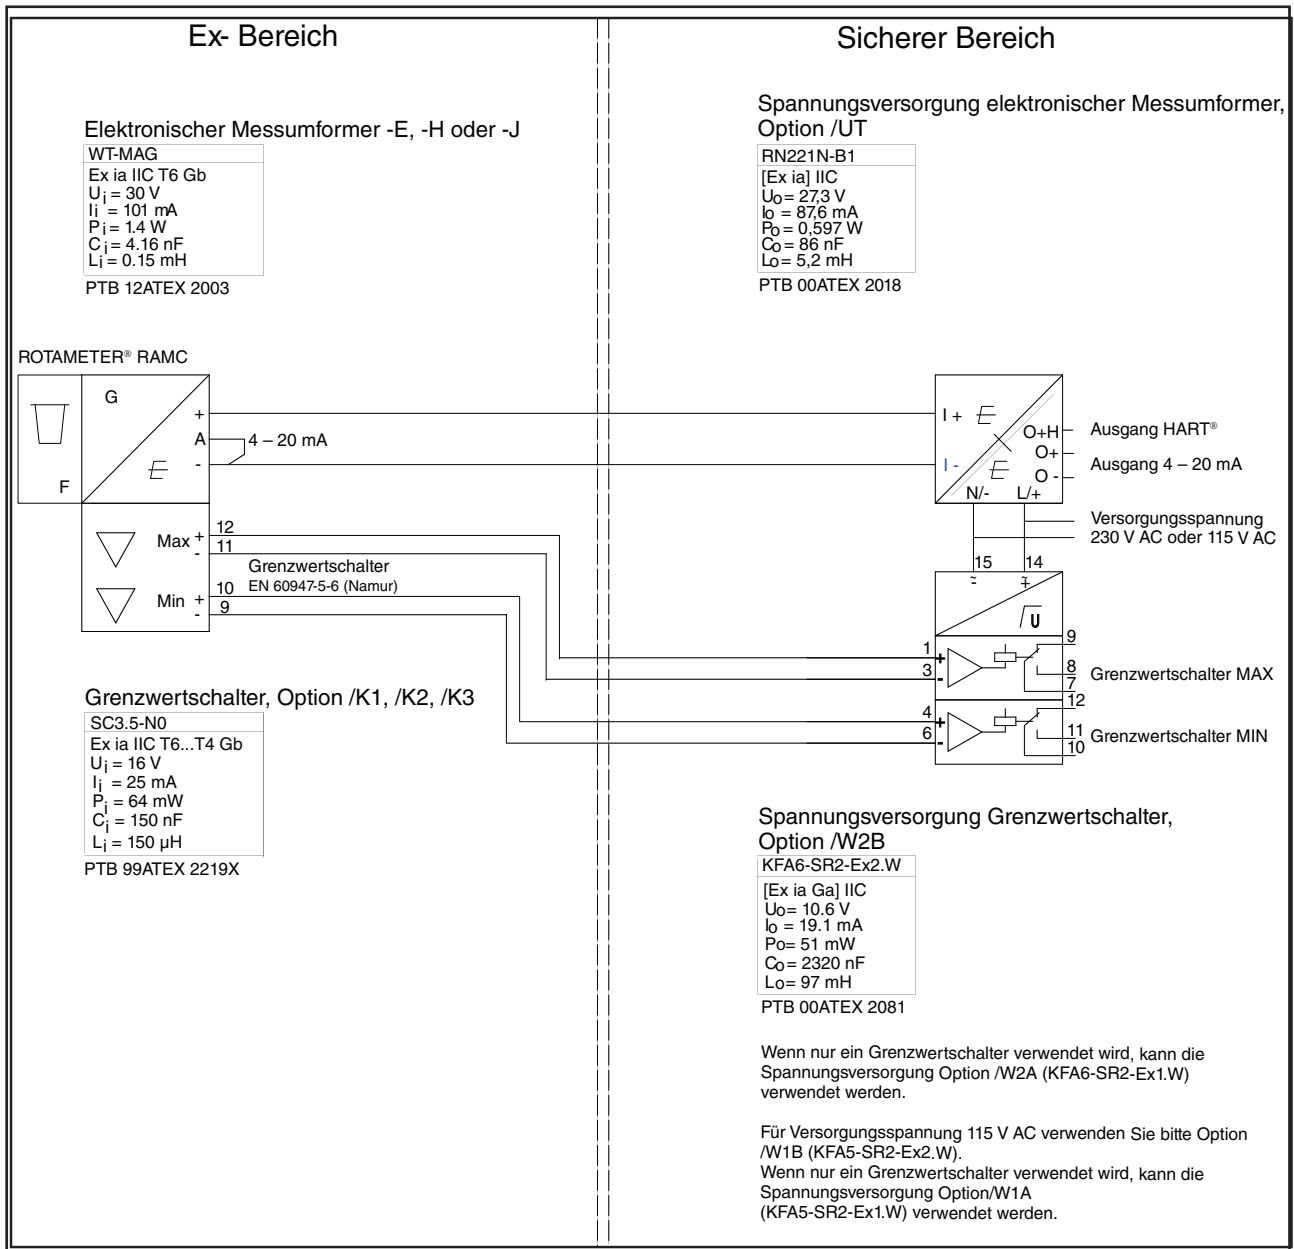 Ex- Bereich
Sicherer Bereich
Elektronischer Messumformer -E, -H oder -J
WT-MAG
Ex ia IIC T6 Gb
Ui = 30 V
Ii = 101 mA
Pi = 1.4 W
Ci = 4.16 nF
Li = 0.15 mH
PTB 12ATEX 2003
Spannungsversorgung elektronischer Messumformer,
Option /UT
RN221N-B1
[Ex ia] IIC
Uo = 27,3 V
Io = 87,6 mA
Po = 0,597 W
Co = 86 nF
Lo = 5,2 mH
PTB 00ATEX 2018
ROTAMETER® RAMC
G
F
E
+
A
-
4 – 20 mA
I +
I -
E
E
O+H
O+
O -
N/-
L/+
Ausgang HART®
Ausgang 4 – 20 mA
Versorgungsspannung
230 V AC oder 115 V AC
Max +
-
12
11
Grenzwertschalter
EN 60947-5-6 (Namur)
Min +
-
10
9
15
14
U
1
3
+
-
9
8
7
Grenzwertschalter MAX
4
6
+
-
12
11
10
Grenzwertschalter MIN
Grenzwertschalter, Option /K1, /K2, /K3
SC3.5-N0
Ex ia IIC T6...T4 Gb
Ui = 16 V
Ii = 25 mA
Pi = 64 mW
Ci = 150 nF
Li = 150 µH
PTB 99ATEX 2219X
Spannungsversorgung Grenzwertschalter,
Option /W2B
KFA6-SR2-Ex2.W
[Ex ia Ga] IIC
Uo= 10.6 V
Io = 19.1 mA
Po= 51 mW
Co = 2320 nF
Lo= 97 mH
PTB 00ATEX 2081
Wenn nur ein Grenzwertschalter verwendet wird, kann die
Spannungsversorgung Option /W2A (KFA6-SR2-Ex1.W)
verwendet werden.
Für Versorgungsspannung 115 V AC verwenden Sie bitte Option
/W1B (KFA5-SR2-Ex2.W).
Wenn nur ein Grenzwertschalter verwendet wird, kann die
Spannungsversorgung Option/W1A
(KFA5-SR2-Ex1.W) verwendet werden.